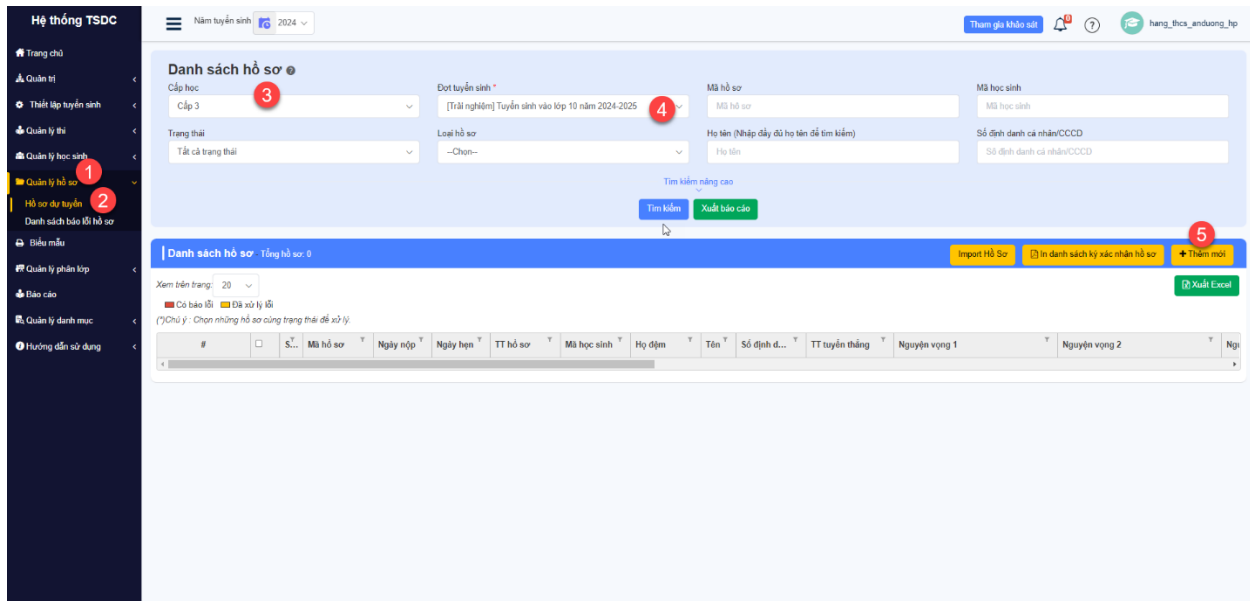 Hệ thống TSDC
Năm tuyển sinh 2024
Tham gia khảo sát 0 ? hang_thcs_anduong_hp
Trang chủ
Quản trị
Thiết lập tuyển sinh
Quản lý thi
Quản lý học sinh
1
Quản lý hồ sơ
2
Hồ sơ dự tuyển
Danh sách báo lỗi hồ sơ
Biểu mẫu
Quản lý phân lớp
Báo cáo
Quản lý danh mục
Hướng dẫn sử dụng
Danh sách hồ sơ
Cấp học
3
Cấp 3
Đợt tuyển sinh *
[Trải nghiệm] Tuyển sinh vào lớp 10 năm 2024-2025
4
Mã hồ sơ
Mã hồ sơ
Mã học sinh
Mã học sinh
Trạng thái
Tất cả trạng thái
Loại hồ sơ
--Chọn--
Họ tên (Nhập đầy đủ họ tên để tìm kiếm)
Họ tên
Số định danh cá nhân/CCCD
Số định danh cá nhân/CCCD
Tìm kiếm nâng cao
Tìm kiếm Xuất báo cáo
5
Danh sách hồ sơ Tổng hồ sơ: 0
Import Hồ Sơ In danh sách ký xác nhận hồ sơ Thêm mới
Xem trên trang: 20
Xuất Excel
Có báo lỗi Đã xử lý lỗi
(*)Chú ý : Chọn những hồ sơ cùng trạng thái để xử lý.
# S... Mã hồ sơ Ngày nộp Ngày hẹn TT hồ sơ Mã học sinh Họ đệm Tên Số định d... TT tuyển thẳng Nguyện vọng 1 Nguyện vọng 2